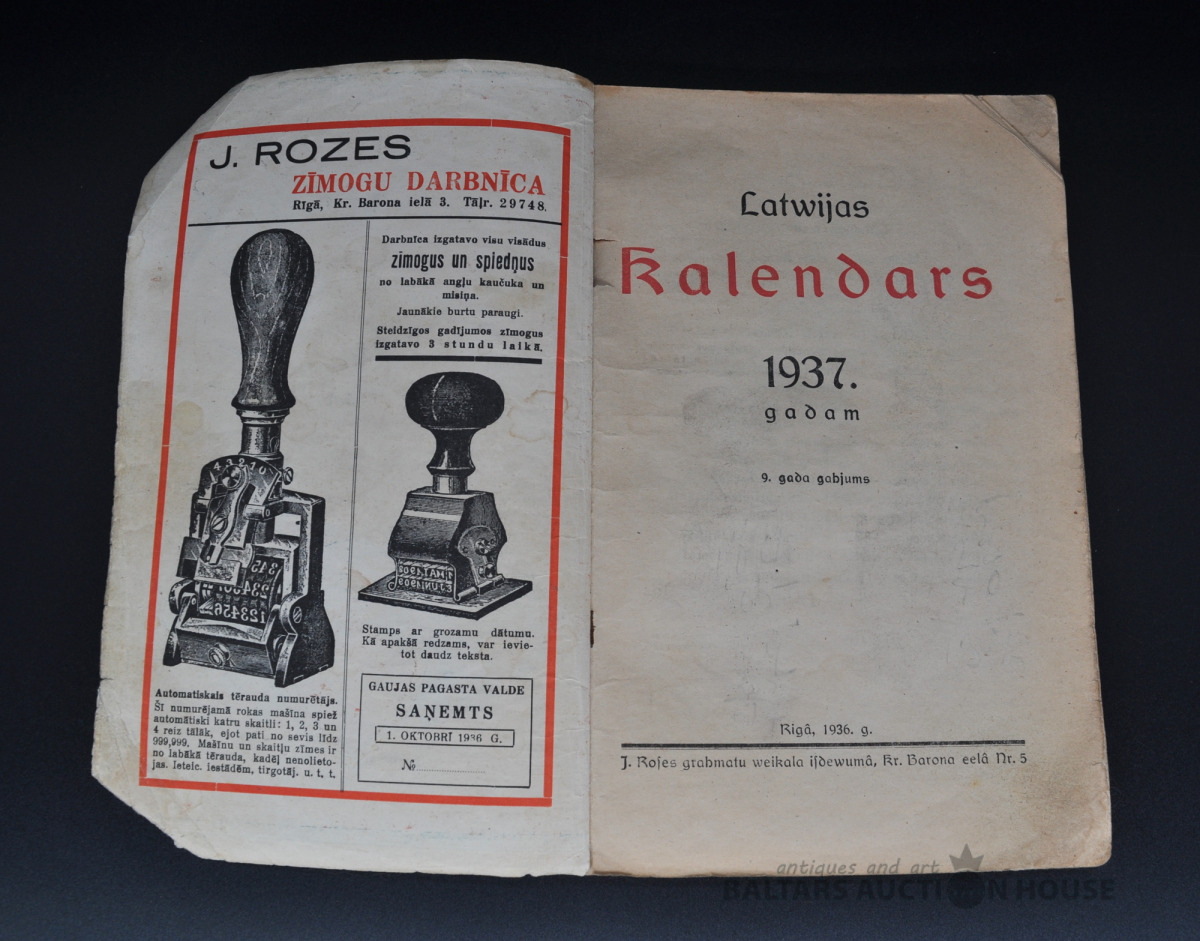 J. ROZES
ZĪMOGU DARBNĪCA
Rīgā, Kr. Barona ielā 3. Tāļr. 29748.
Darbnīca izgatavo visu visādus
zimogus un spiedņus
no labākā angļu kaučuka un
misiņa.
Jaunākie burtu paraugi.
Steidzīgos gadījumos zīmogus
izgatavo 3 stundu laikā.
Stamps ar grozamu dātumu.
Kā apakšā redzams, var ievie-
tot daudz teksta.
GAUJAS PAGASTA VALDE
SAŅEMTS
1. OKTOBRĪ 1936 G.
№
Automatiskais tērauda numurētājs.
Šī numurējamā rokas mašīna spiež
automātiski katru skaitli: 1, 2, 3 un
4 reiz tālāk, ejot pati no sevis līdz
999,999. Mašīnu un skaitļu zīmes ir
no labākā tērauda, kadēļ nenolieto-
jas. Ieteic. iestādēm, tirgotāj. u. t. t.
Latwijas
Kalendars
1937.
gadam
9. gada gahjums
Rigâ, 1936. g.
J. Roſes grahmatu weikala iſdewumâ, Kr. Barona eelâ Nr. 5
antiques and art
BALTARS AUCTION HOUSE